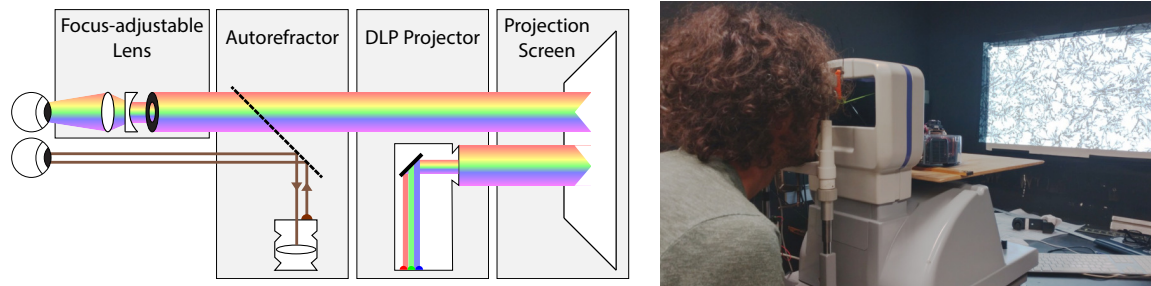 Focus-adjustable
Lens
Autorefractor
DLP Projector
Projection
Screen